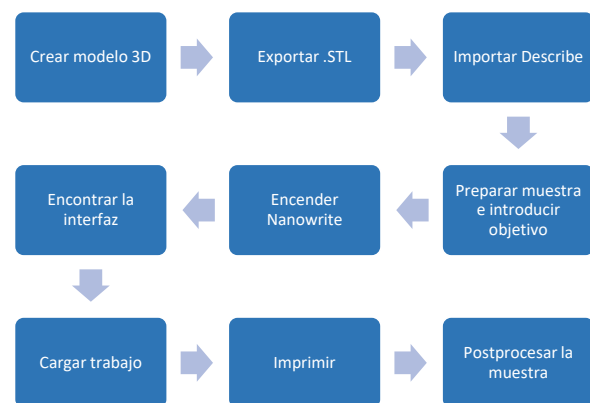 Crear modelo 3D
Exportar .STL
Importar Describe
Preparar muestra
e introducir
objetivo
Encender
Nanowrite
Encontrar la
interfaz
Cargar trabajo
Imprimir
Postprocesar la
muestra